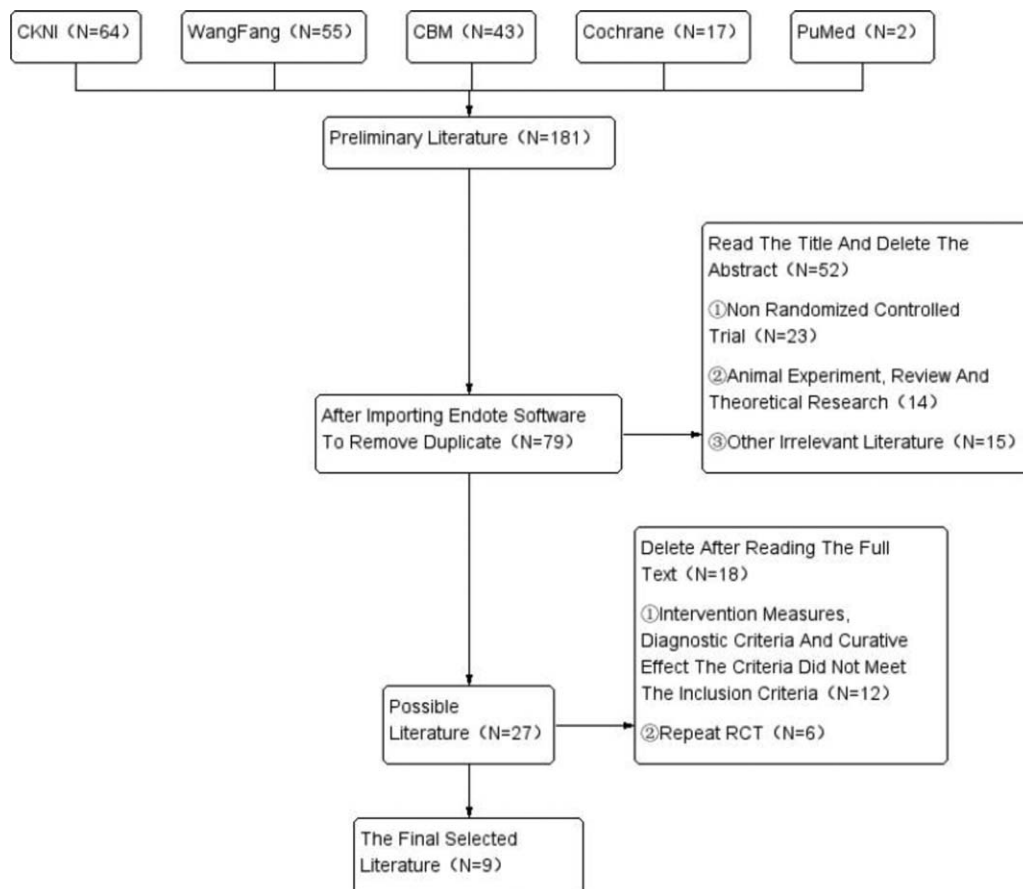 CKNI（N=64）
WangFang（N=55）
CBM（N=43）
Cochrane（N=17）
PuMed（N=2）
Preliminary Literature（N=181）
Read The Title And Delete The
Abstract（N=52）
①Non Randomized Controlled
Trial（N=23）
②Animal Experiment, Review And
Theoretical Research（14）
③Other Irrelevant Literature（N=15）
After Importing Endote Software
To Remove Duplicate（N=79）
Delete After Reading The Full
Text（N=18）
①Intervention Measures,
Diagnostic Criteria And Curative
Effect The Criteria Did Not Meet
The Inclusion Criteria（N=12）
②Repeat RCT（N=6）
Possible
Literature（N=27）
The Final Selected
Literature（N=9）